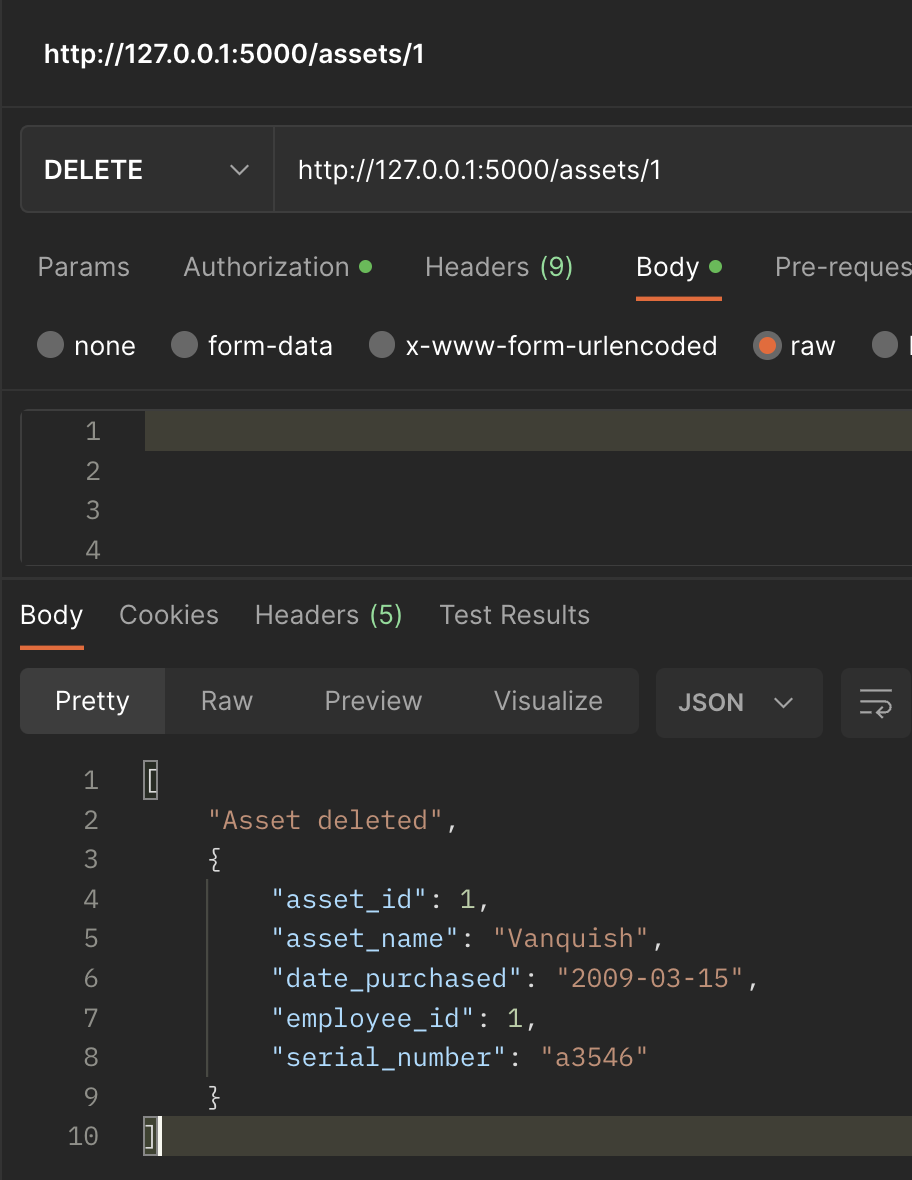 http://127.0.0.1:5000/assets/1
DELETE http://127.0.0.1:5000/assets/1
Params Authorization Headers (9) Body Pre-reques
none form-data x-www-form-urlencoded raw
1
2
3
4
Body Cookies Headers (5) Test Results
Pretty Raw Preview Visualize JSON
1 [
2 "Asset deleted",
3 {
4 "asset_id": 1,
5 "asset_name": "Vanquish",
6 "date_purchased": "2009-03-15",
7 "employee_id": 1,
8 "serial_number": "a3546"
9 }
10 ]